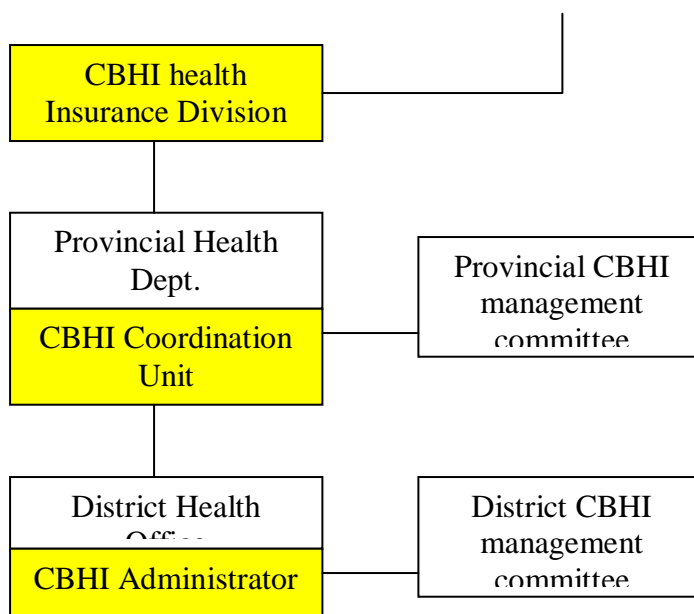 CBHI health
Insurance Division
Provincial Health
Dept.
CBHI Coordination
Unit
Provincial CBHI
management
committee
District Health
Office
CBHI Administrator
District CBHI
management
committee